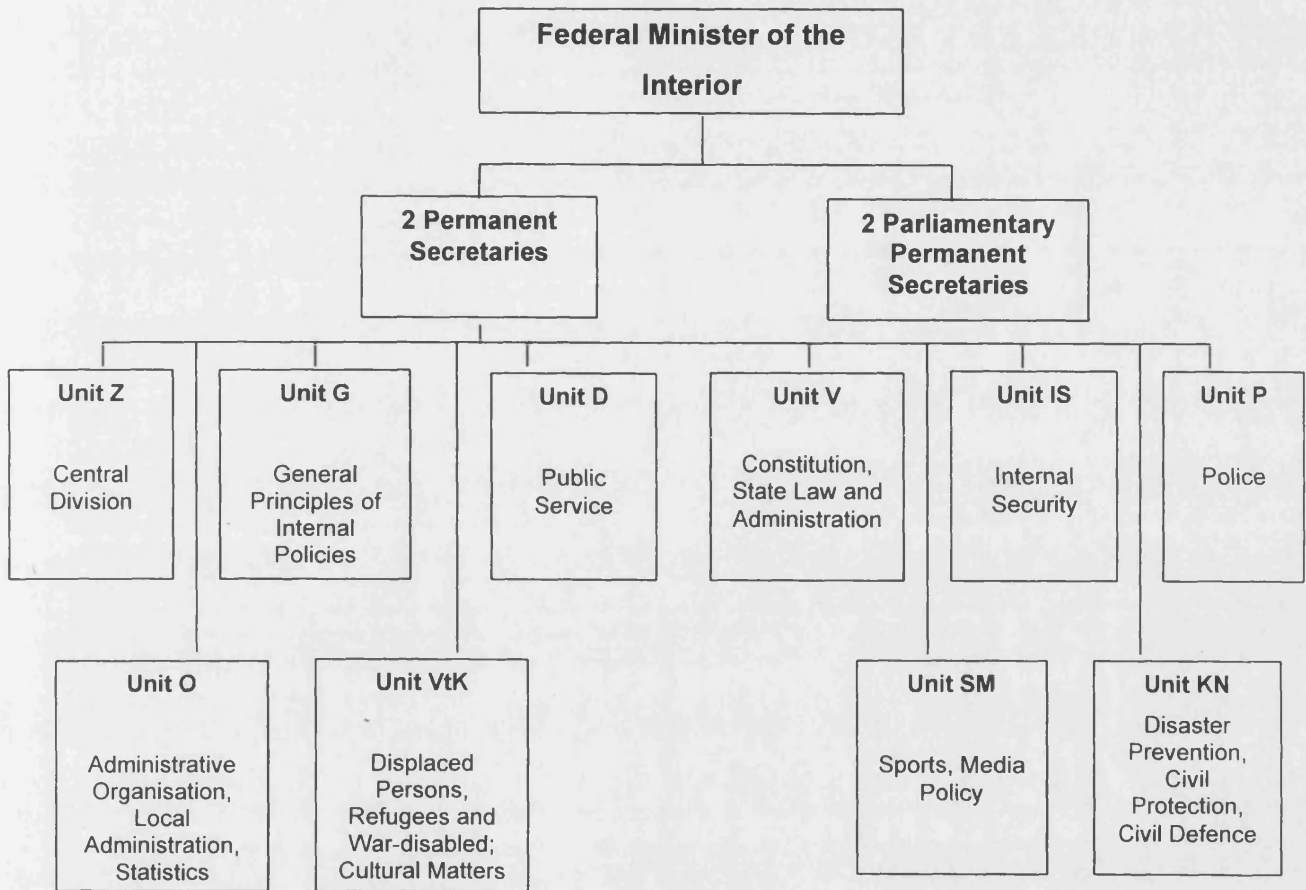 Federal Minister of the
Interior
2 Permanent
Secretaries
2 Parliamentary
Permanent
Secretaries
Unit Z
Central
Division
Unit G
General
Principles of
Internal
Policies
Unit D
Public
Service
Unit V
Constitution,
State Law and
Administration
Unit IS
Internal
Security
Unit P
Police
Unit O
Administrative
Organisation,
Local
Administration,
Statistics
Unit VtK
Displaced
Persons,
Refugees and
War-disabled;
Cultural Matters
Unit SM
Sports, Media
Policy
Unit KN
Disaster
Prevention,
Civil
Protection,
Civil Defence